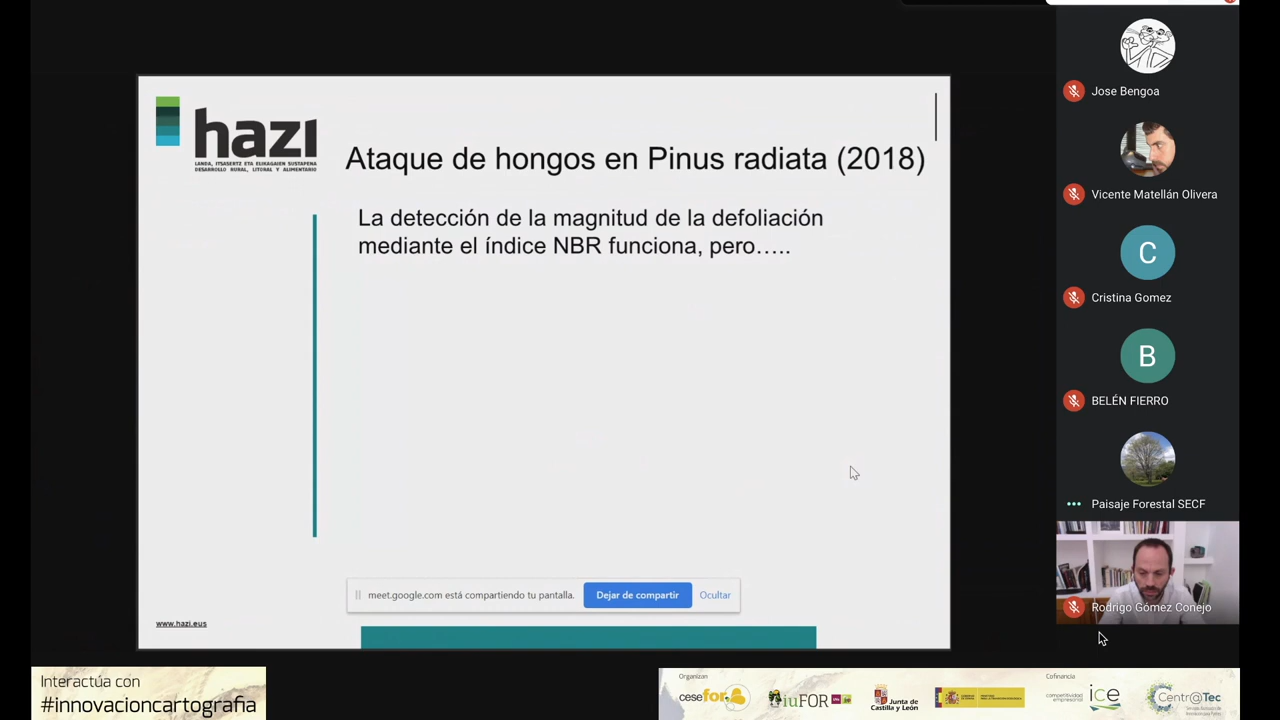 hazi
LANDA, ITSASERTZ ETA ELIKAGAIEN SUSTAPENA
DESARROLLO RURAL, LITORAL Y ALIMENTARIO
Ataque de hongos en Pinus radiata (2018)
La detección de la magnitud de la defoliación
mediante el índice NBR funciona, pero…..
meet.google.com está compartiendo tu pantalla.
Dejar de compartir
Ocultar
www.hazi.eus
Jose Bengoa
Vicente Matellán Olivera
C
Cristina Gomez
B
BELÉN FIERRO
Paisaje Forestal SECF
Rodrigo Gómez Conejo
Interactúa con
#innovacioncartografia
Organizan
cesefor
iuFOR
Junta de
Castilla y León
Cofinancia
competitividad
empresarial
ice
Centr@Tec